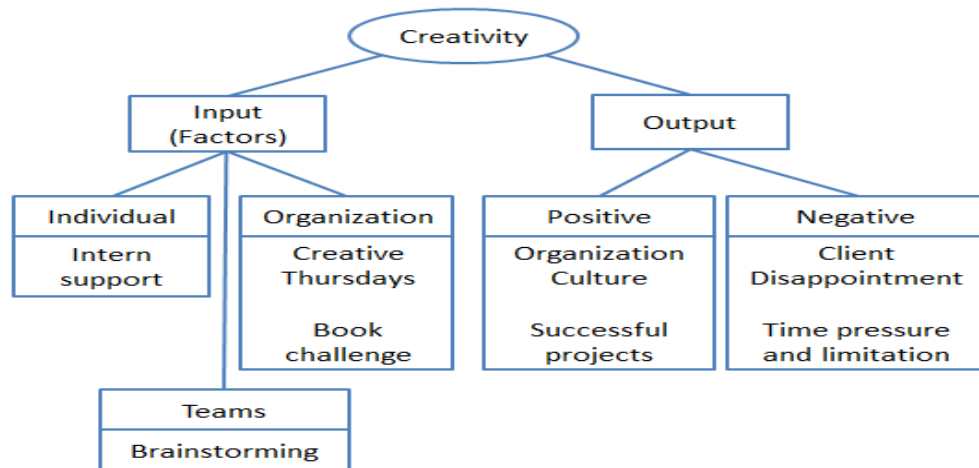 Creativity
Input
(Factors)
Output
Individual
Intern
support
Organization
Creative
Thursdays
Book
challenge
Positive
Organization
Culture
Successful
projects
Negative
Client
Disappointment
Time pressure
and limitation
Teams
Brainstorming